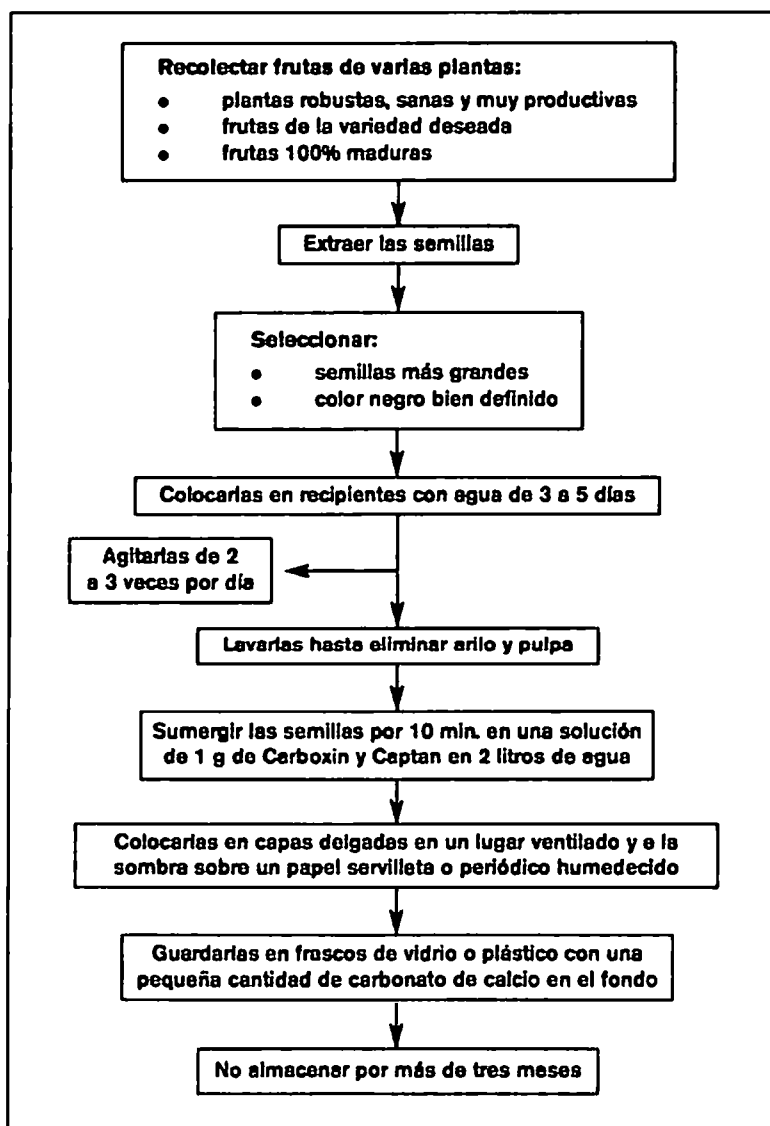 Recolectar frutas de varias plantas:
● plantas robustas, sanas y muy productivas
● frutas de la variedad deseada
● frutas 100% maduras
Extraer las semillas
Seleccionar:
● semillas más grandes
● color negro bien definido
Colocarlas en recipientes con agua de 3 a 5 días
Agitarlas de 2
a 3 veces por día
Lavarlas hasta eliminar arilo y pulpa
Sumergir las semillas por 10 min. en una solución
de 1 g de Carboxin y Captan en 2 litros de agua
Colocarlas en capas delgadas en un lugar ventilado y a la
sombra sobre un papel servilleta o periódico humedecido
Guardarlas en frascos de vidrio o plástico con una
pequeña cantidad de carbonato de calcio en el fondo
No almacenar por más de tres meses